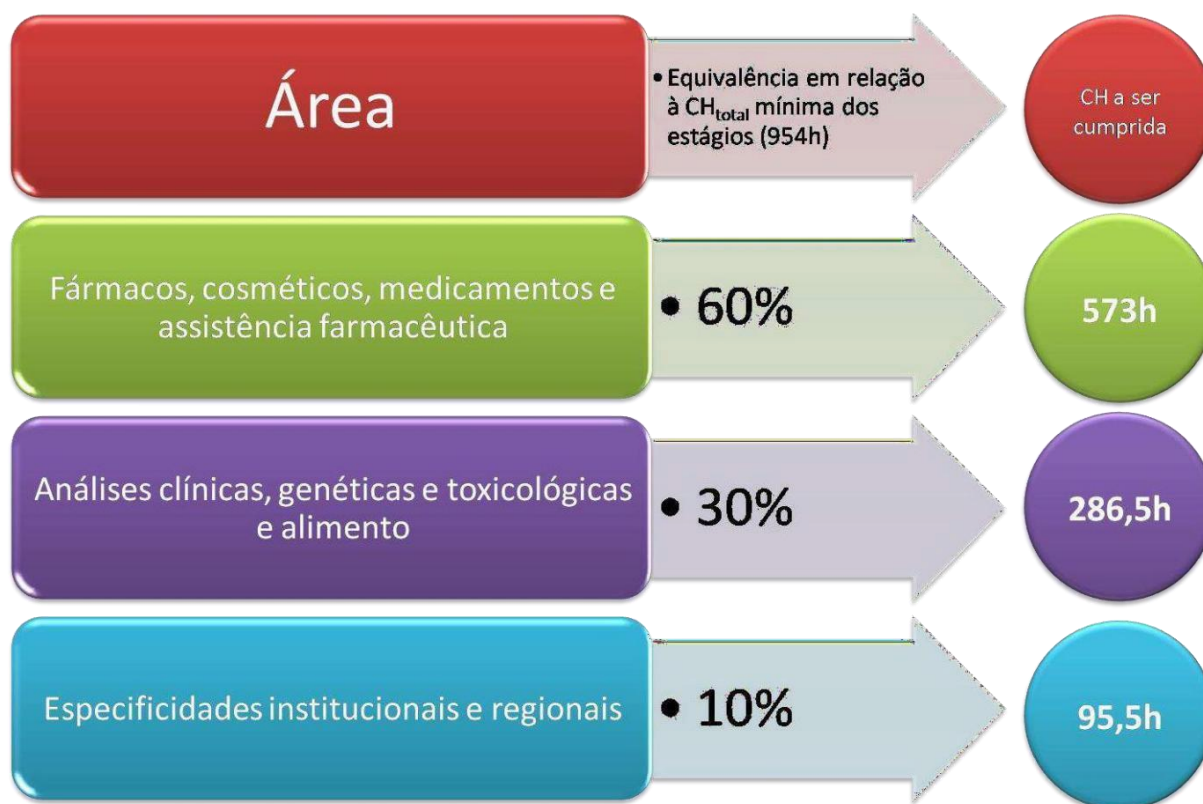 Área
• Equivalência em relação
à CHtotal mínima dos
estágios (954h)
CH a ser
cumprida
Fármacos, cosméticos, medicamentos e
assistência farmacêutica
• 60%
573h
Análises clínicas, genéticas e toxicológicas
e alimento
• 30%
286,5h
Especificidades institucionais e regionais
• 10%
95,5h